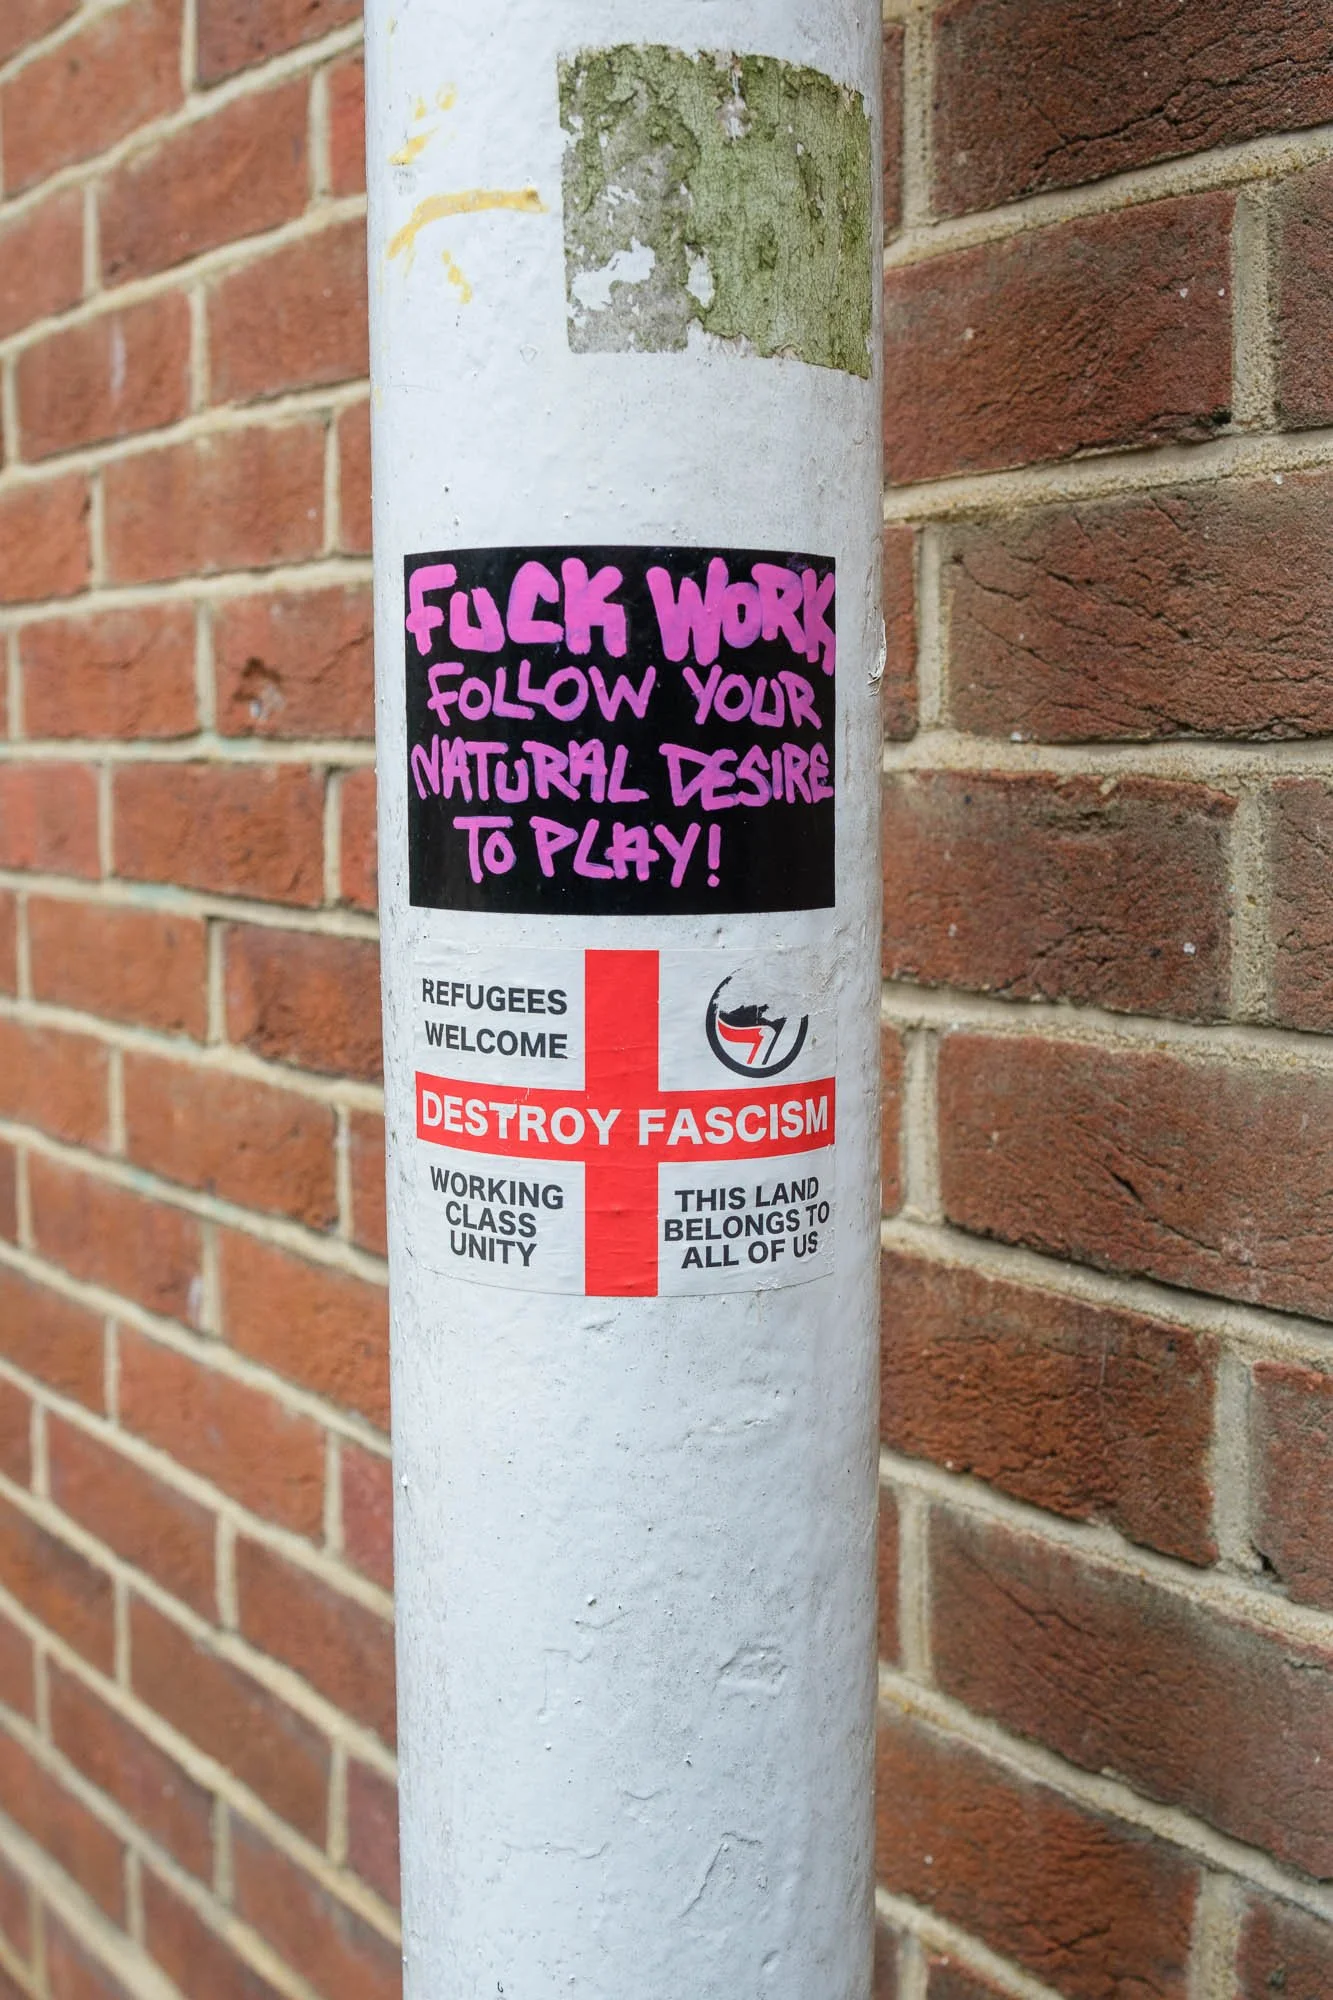 FUCK WORK
FOLLOW YOUR
NATURAL DESIRE
TO PLAY!
REFUGEES
WELCOME
DESTROY FASCISM
WORKING
CLASS
UNITY
THIS LAND
BELONGS TO
ALL OF US